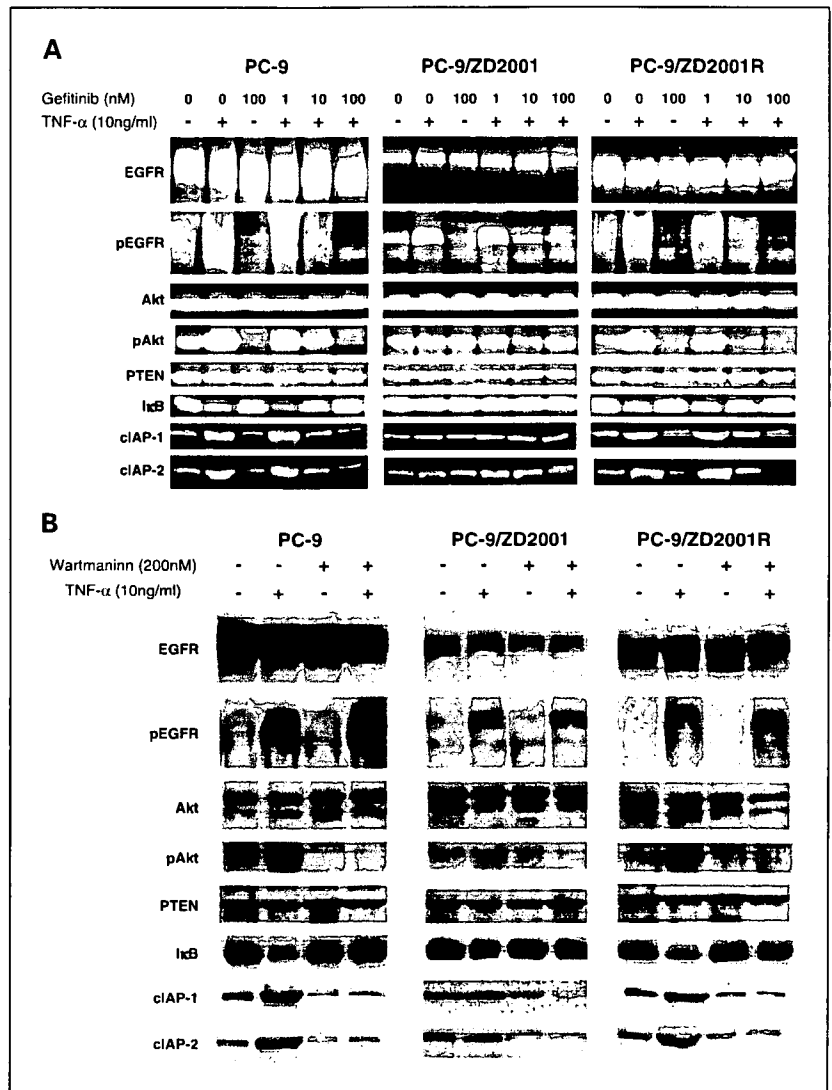 A
PC-9 PC-9/ZD2001 PC-9/ZD2001R
Gefitinib (nM) 0 0 100 1 10 100 0 0 100 1 10 100 0 0 100 1 10 100
TNF-α (10ng/ml) - + - + + + - + - + + + - + - + + +
EGFR
pEGFR
Akt
pAkt
PTEN
IκB
cIAP-1
cIAP-2
B
PC-9 PC-9/ZD2001 PC-9/ZD2001R
Wartmaninn (200nM) - - + + - - + + - - + +
TNF-α (10ng/ml) - + - + - + - + - + - +
EGFR
pEGFR
Akt
pAkt
PTEN
IκB
cIAP-1
cIAP-2